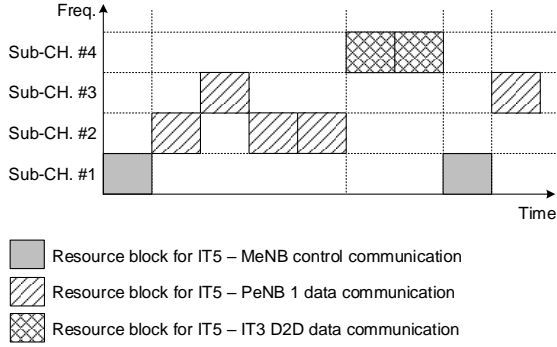 Freq.
Sub-CH. #4
Sub-CH. #3
Sub-CH. #2
Sub-CH. #1
Time
Resource block for IT5 – MeNB control communication
Resource block for IT5 – PeNB 1 data communication
Resource block for IT5 – IT3 D2D data communication